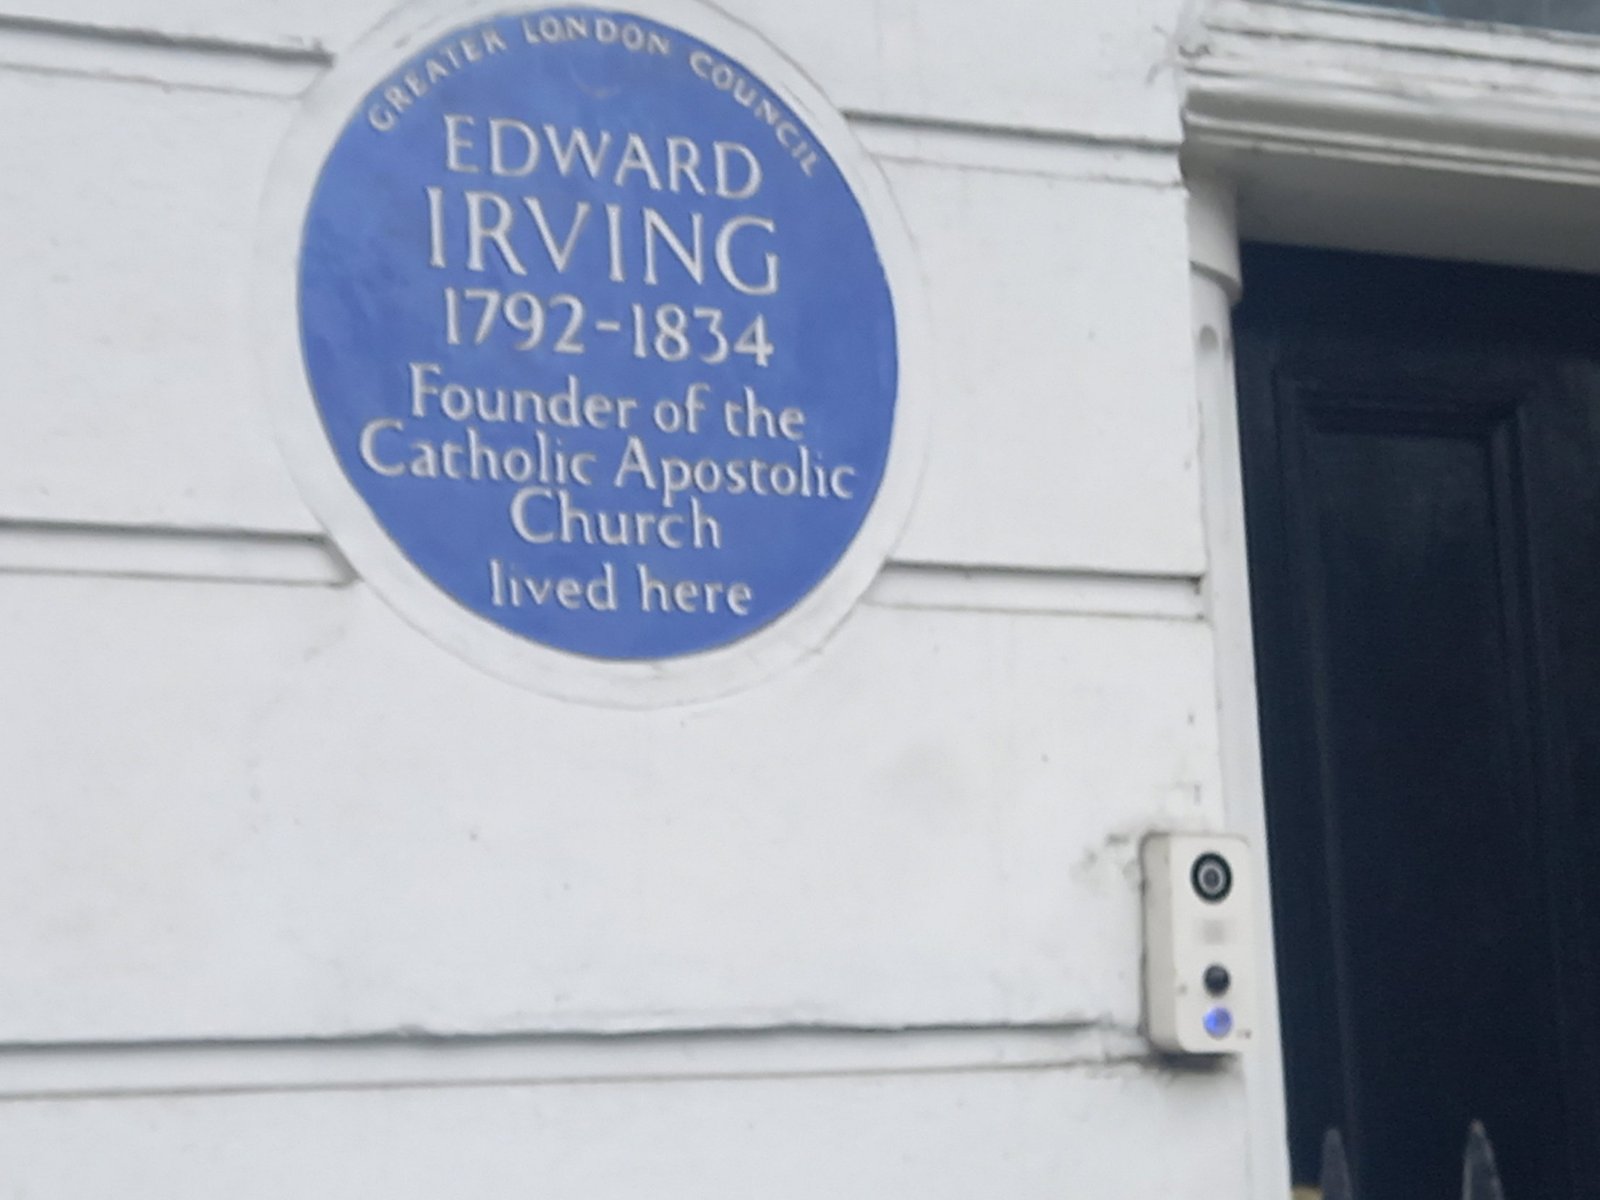 GREATER LONDON COUNCIL
EDWARD
IRVING
1792-1834
Founder of the
Catholic Apostolic
Church
lived here